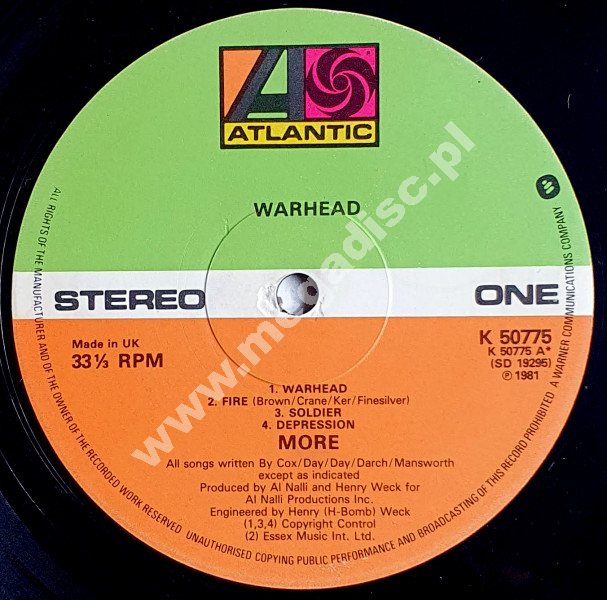 ATLANTIC
WARHEAD
STEREO
ONE
Made in UK
33⅓ RPM
K 50775
K 50775 A*
(SD 19295)
℗ 1981
1. WARHEAD
2. FIRE (Brown/Crane/Ker/Finesilver)
3. SOLDIER
4. DEPRESSION
MORE
All songs written By Cox/Day/Day/Darch/Mansworth
except as indicated
Produced by Al Nalli and Henry Weck for
Al Nalli Productions Inc.
Engineered by Henry (H-Bomb) Weck
(1,3,4) Copyright Control
(2) Essex Music Int. Ltd.
ALL RIGHTS OF THE MANUFACTURER AND OF THE OWNER OF THE RECORDED WORK RESERVED. UNAUTHORISED COPYING PUBLIC PERFORMANCE AND BROADCASTING OF THIS RECORD PROHIBITED A WARNER COMMUNICATIONS COMPANY
www.modadisc.pl